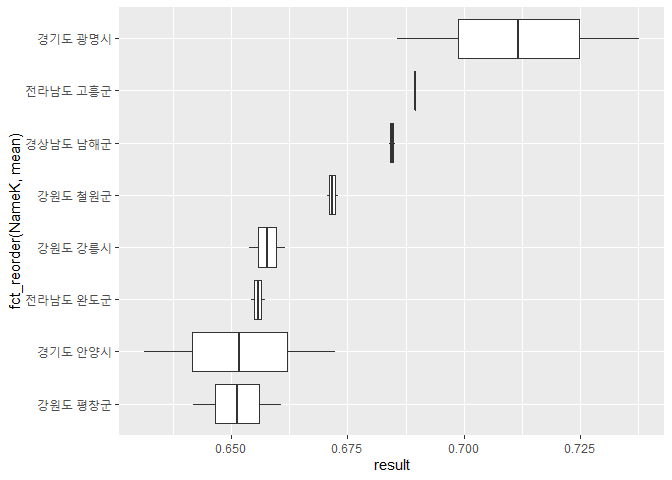 fct_reorder(NameK, mean)
경기도 광명시
전라남도 고흥군
경상남도 남해군
강원도 철원군
강원도 강릉시
전라남도 완도군
경기도 안양시
강원도 평창군
0.650 0.675 0.700 0.725
result